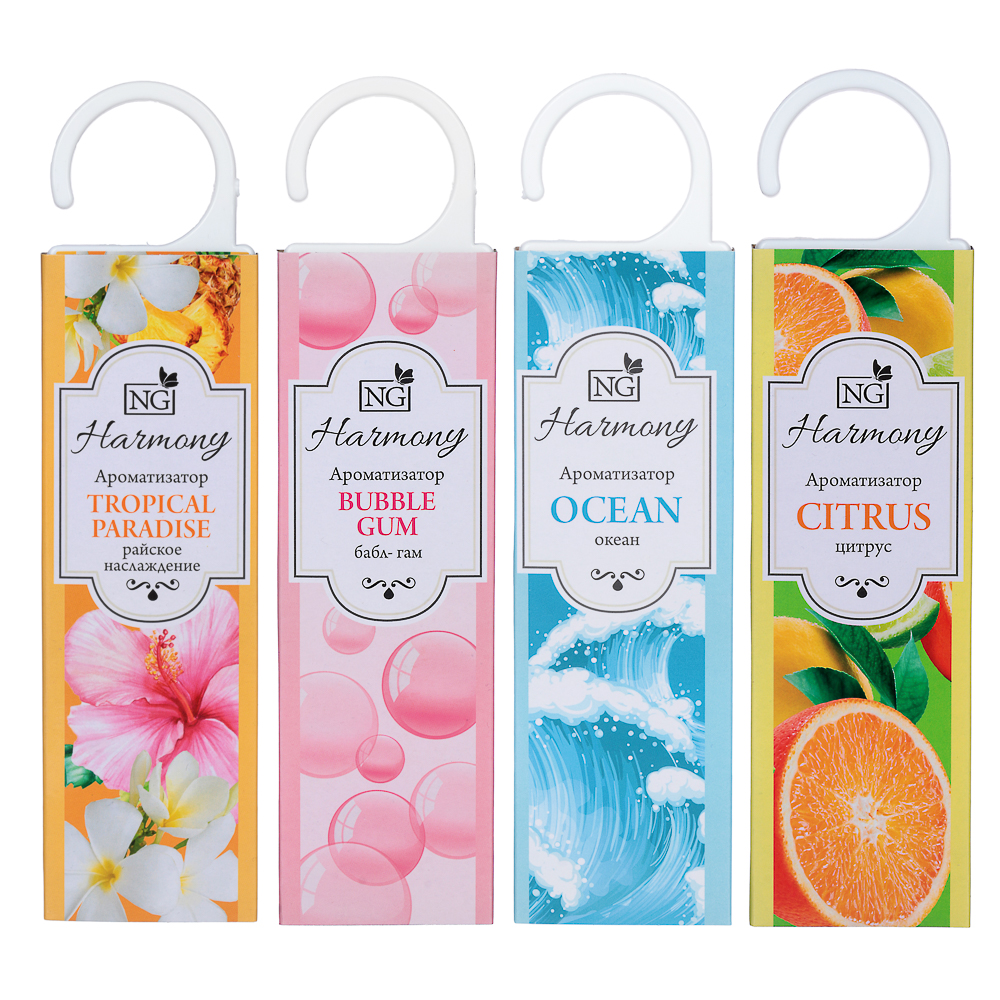 NG
Harmony
Ароматизатор
TROPICAL
PARADISE
райское
наслаждение
NG
Harmony
Ароматизатор
BUBBLE
GUM
бабл- гам
NG
Harmony
Ароматизатор
OCEAN
океан
NG
Harmony
Ароматизатор
CITRUS
цитрус